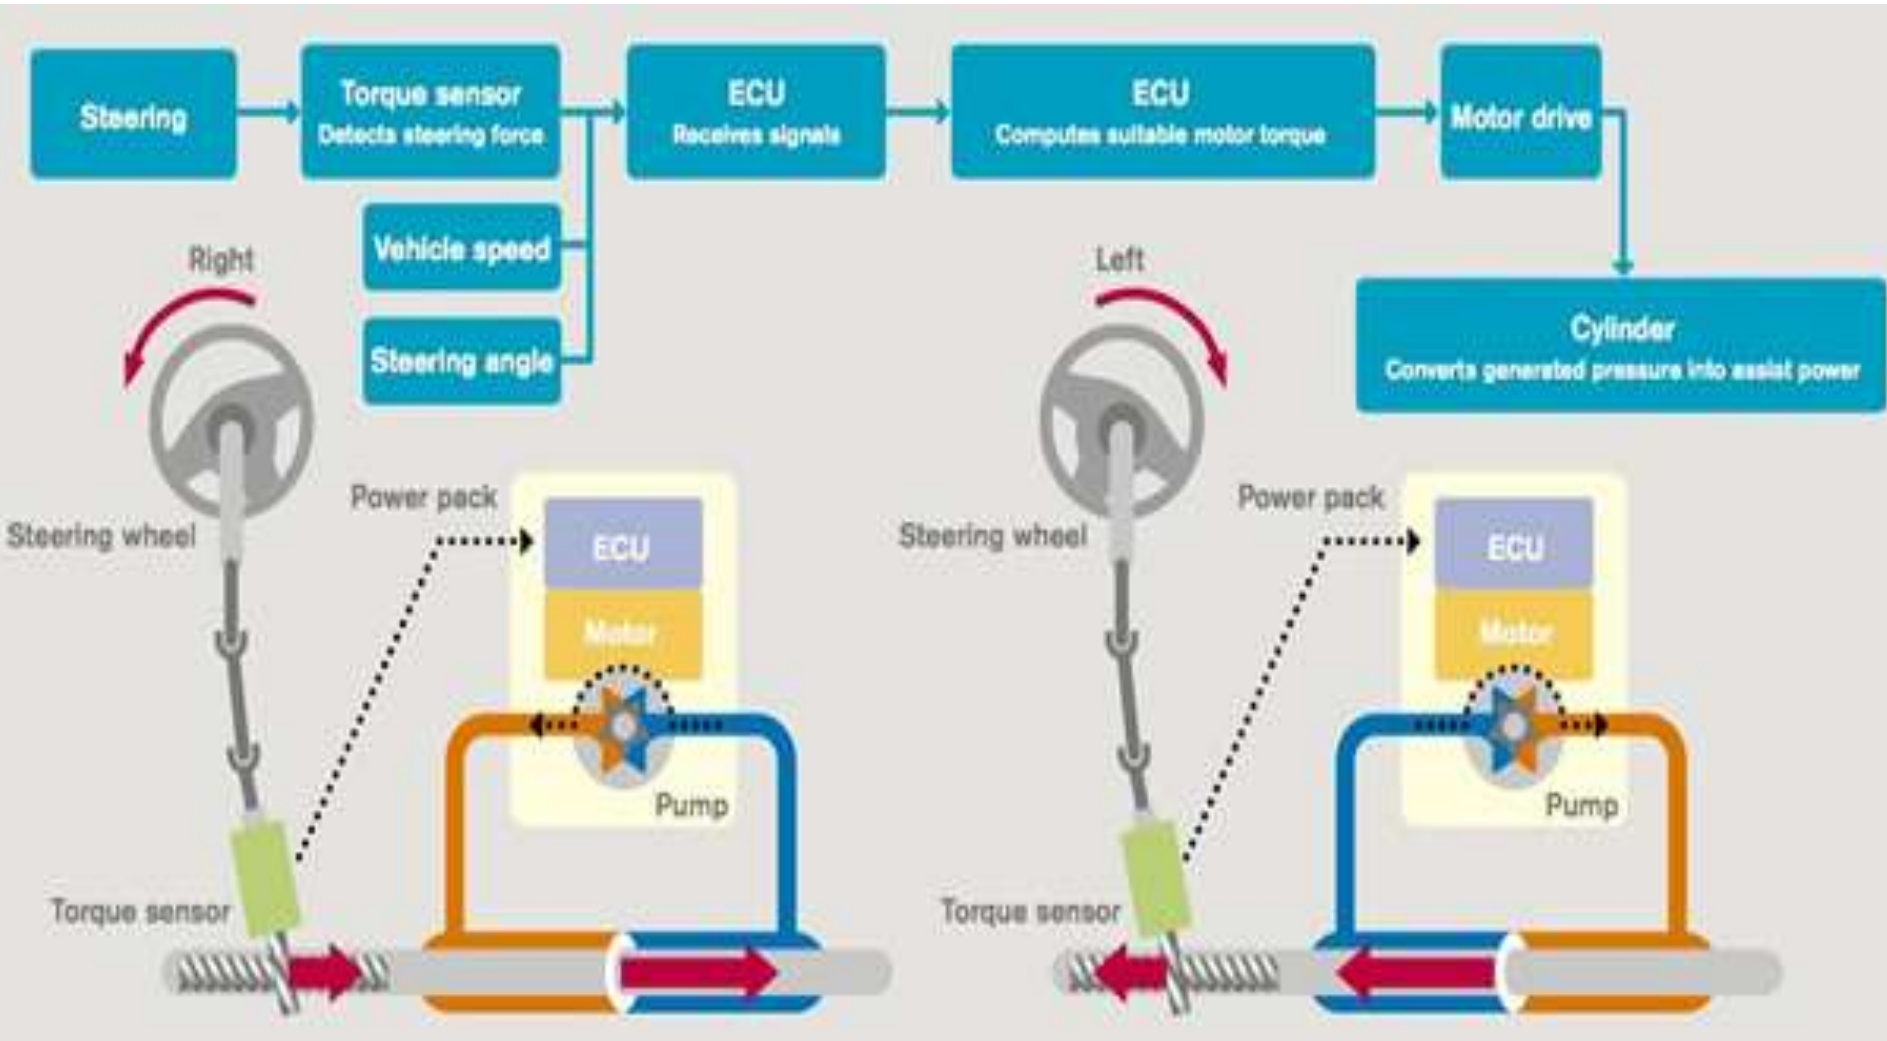 Steering
Torque sensor
Detects steering force
ECU
Receives signals
ECU
Computes suitable motor torque
Motor drive
Vehicle speed
Steering angle
Cylinder
Converts generated pressure into assist power
Right
Steering wheel
Power pack
ECU
Motor
Pump
Torque sensor
Left
Steering wheel
Power pack
ECU
Motor
Pump
Torque sensor